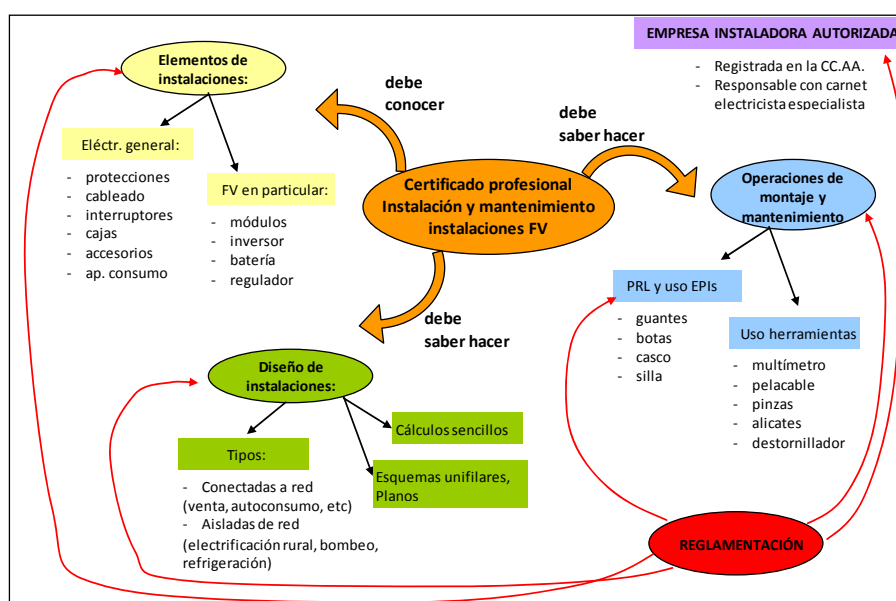 EMPRESA INSTALADORA AUTORIZADA
- Registrada en la CC.AA.
- Responsable con carnet
electricista especialista
Elementos de
instalaciones:
debe
conocer
debe
saber hacer
Eléctr. general:
- protecciones
- cableado
- interruptores
- cajas
- accesorios
- ap. consumo
FV en particular:
- módulos
- inversor
- batería
- regulador
Certificado profesional
Instalación y mantenimiento
instalaciones FV
Operaciones de
montaje y
mantenimiento
PRL y uso EPIs
- guantes
- botas
- casco
- silla
Uso herramientas
- multímetro
- pelacable
- pinzas
- alicates
- destornillador
debe
saber hacer
Diseño de
instalaciones:
Cálculos sencillos
Tipos:
Esquemas unifilares,
Planos
- Conectadas a red
(venta, autoconsumo, etc)
- Aisladas de red
(electrificación rural, bombeo,
refrigeración)
REGLAMENTACIÓN